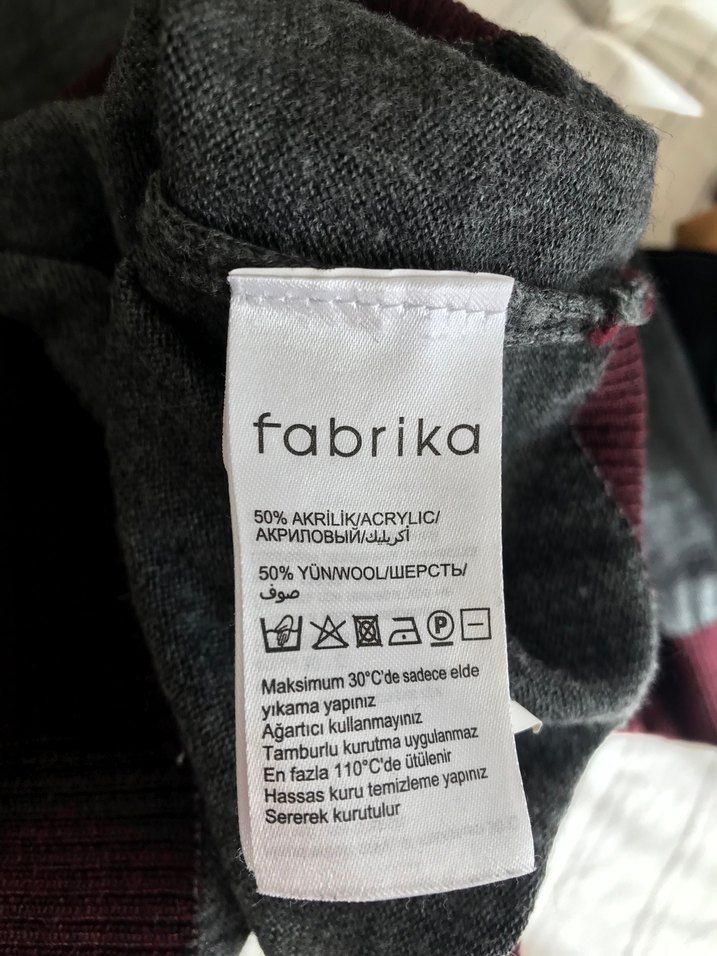 fabrika
50% AKRİLİK/ACRYLIC/
АКРИЛОВЫЙ/أكريليك
50% YÜN/WOOL/ШЕРСТЬ/
صوف
P
Maksimum 30°C'de sadece elde
yıkama yapınız
Ağartıcı kullanmayınız
Tamburlu kurutma uygulanmaz
En fazla 110°C'de ütülenir
Hassas kuru temizleme yapınız
Sererek kurutulur